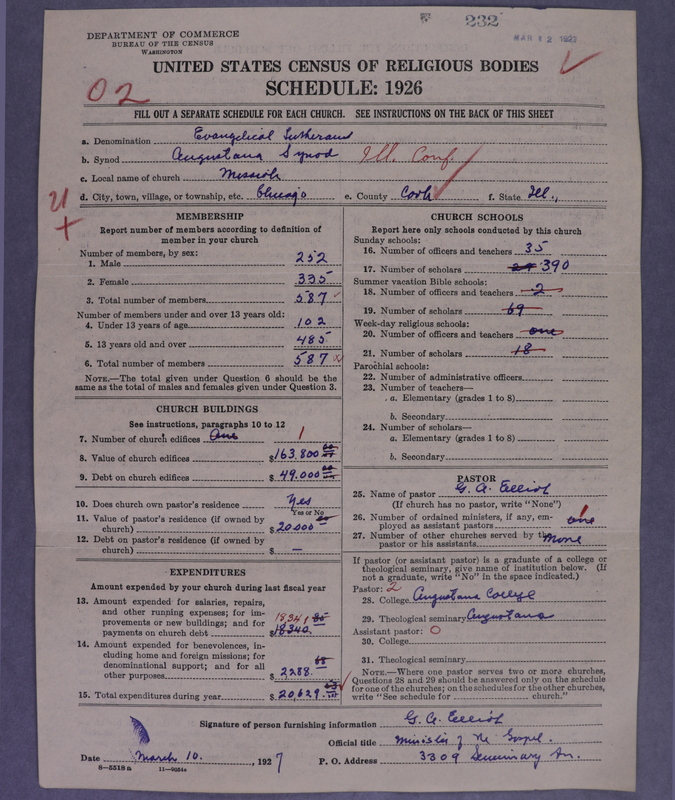 232
MAR 12 1927
DEPARTMENT OF COMMERCE
BUREAU OF THE CENSUS
WASHINGTON
UNITED STATES CENSUS OF RELIGIOUS BODIES
SCHEDULE: 1926
02
FILL OUT A SEPARATE SCHEDULE FOR EACH CHURCH. SEE INSTRUCTIONS ON THE BACK OF THIS SHEET
a. Denomination Evangelical Lutheran
b. Synod Augustana Synod Ill. Conf.
c. Local name of church Messiah
d. City, town, village, or township, etc. Chicago e. County Cook f. State Ill.,
MEMBERSHIP
Report number of members according to definition of
member in your church
Number of members, by sex:
1. Male 252
2. Female 335
3. Total number of members 587
Number of members under and over 13 years old:
4. Under 13 years of age 102
5. 13 years old and over 485
6. Total number of members 587
NOTE.—The total given under Question 6 should be the
same as the total of males and females given under Question 3.
CHURCH BUILDINGS
See instructions, paragraphs 10 to 12
7. Number of church edifices One 1
8. Value of church edifices $163,800 00
9. Debt on church edifices $49.000 00
10. Does church own pastor's residence Yes
Yes or No
11. Value of pastor's residence (if owned by
church) $20000
12. Debt on pastor's residence (if owned by
church) $ —
EXPENDITURES
Amount expended by your church during last fiscal year
13. Amount expended for salaries, repairs,
and other running expenses; for im-
provements or new buildings; and for 18341
payments on church debt $18340.
14. Amount expended for benevolences, in-
cluding home and foreign missions; for
denominational support; and for all
other purposes $2288. 68
15. Total expenditures during year $20,629.
CHURCH SCHOOLS
Report here only schools conducted by this church
Sunday schools:
16. Number of officers and teachers 35
17. Number of scholars 390
Summer vacation Bible schools:
18. Number of officers and teachers 2
19. Number of scholars 69
Week-day religious schools:
20. Number of officers and teachers one
21. Number of scholars 18
Parochial schools:
22. Number of administrative officers
23. Number of teachers—
a. Elementary (grades 1 to 8)
b. Secondary
24. Number of scholars—
a. Elementary (grades 1 to 8)
b. Secondary
PASTOR
25. Name of pastor G. A. Elliott
(If church has no pastor, write "None")
26. Number of ordained ministers, if any, em-
ployed as assistant pastors one
27. Number of other churches served by the
pastor or his assistants None
If pastor (or assistant pastor) is a graduate of a college or
theological seminary, give name of institution below. (If
not a graduate, write "No" in the space indicated.)
Pastor: 2
28. College Augustana College
29. Theological seminary Augustana
Assistant pastor: 0
30. College
31. Theological seminary
NOTE.—Where one pastor serves two or more churches,
Questions 28 and 29 should be answered only on the schedule
for one of the churches; on the schedules for the other churches,
write "See schedule for church."
Signature of person furnishing information G. A. Elliott
Official title Minister of the Gospel.
Date March 10, 1927 P. O. Address 3309 Seminary Av.
8—5518 a 11—9054a